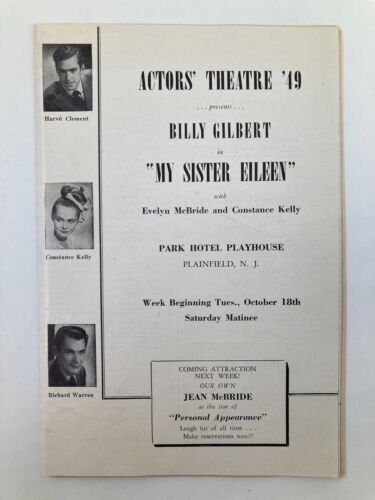 Hervé Clement
Constance Kelly
Richard Warren
ACTORS' THEATRE '49
. . . presents . . .
BILLY GILBERT
in
"MY SISTER EILEEN"
with
Evelyn McBride and Constance Kelly
PARK HOTEL PLAYHOUSE
PLAINFIELD, N. J.
Week Beginning Tues., October 18th
Saturday Matinee
COMING ATTRACTION
NEXT WEEK!
OUR OWN
JEAN McBRIDE
as the star of
"Personal Appearance"
Laugh hit of all time . . .
Make reservations now!!